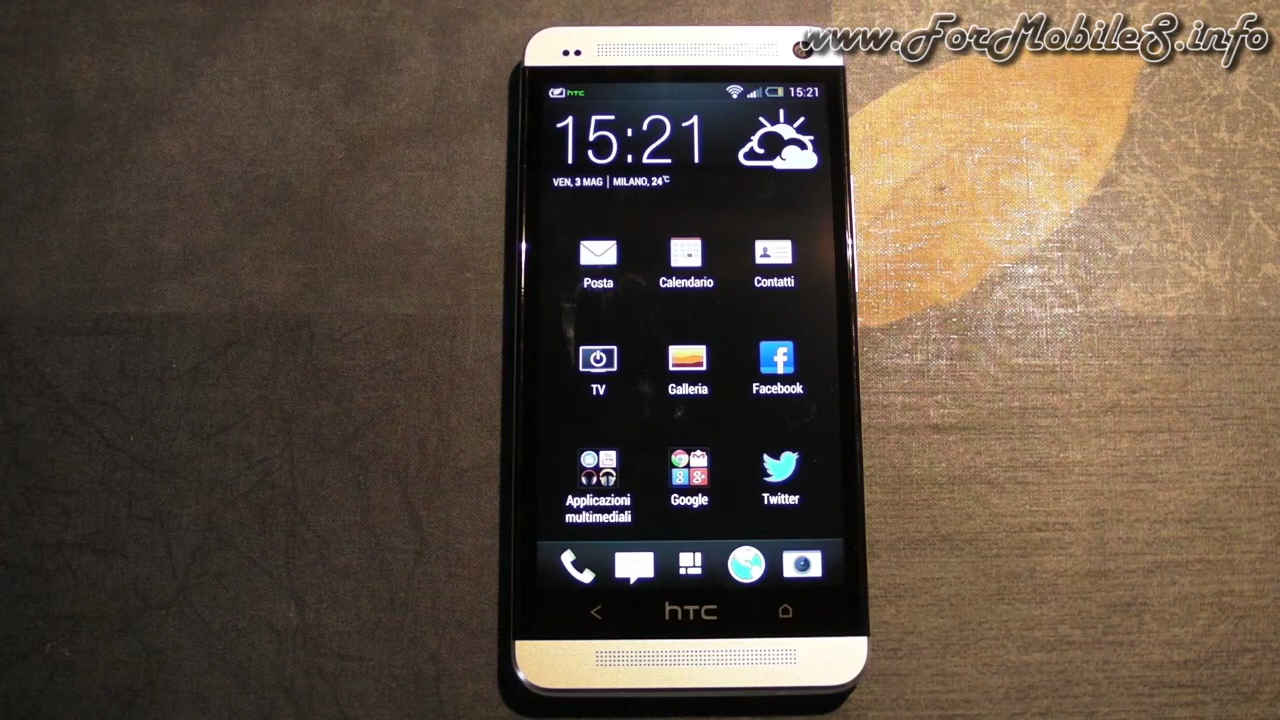 www.ForMobileS.info
hTC 15:21
15:21
VEN, 3 MAG | MILANO, 24°C
Posta Calendario Contatti
TV Galleria Facebook
Applicazioni multimediali Google Twitter
hTC